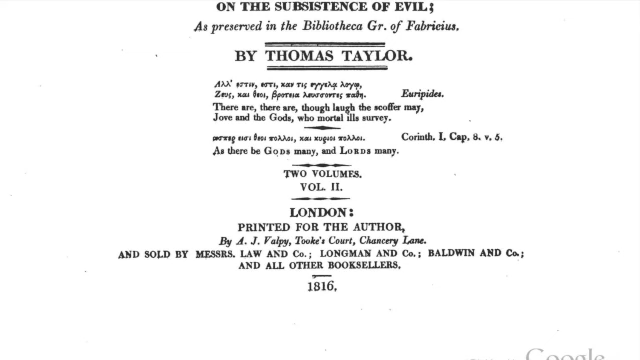 ON THE SUBSISTENCE OF EVIL;
As preserved in the Bibliotheca Gr. of Fabricius.
BY THOMAS TAYLOR.
Αλλ' εστιν, εστι, καν τις εγγελᾳ λογῳ,
Ζευς, και θεοι, βροτεια λευσσοντες παθη. Euripides.
There are, there are, though laugh the scoffer may,
Jove and the Gods, who mortal ills survey.
ωσπερ εισι θεοι πολλοι, και κυριοι πολλοι. Corinth. I. Cap. 8. v. 5.
As there be GODS many, and LORDS many.
TWO VOLUMES.
VOL. II.
LONDON:
PRINTED FOR THE AUTHOR,
By A. J. Valpy, Tooke's Court, Chancery Lane.
AND SOLD BY MESSRS. LAW AND Co.; LONGMAN AND Co.; BALDWIN AND Co.;
AND ALL OTHER BOOKSELLERS.
1816.
Google